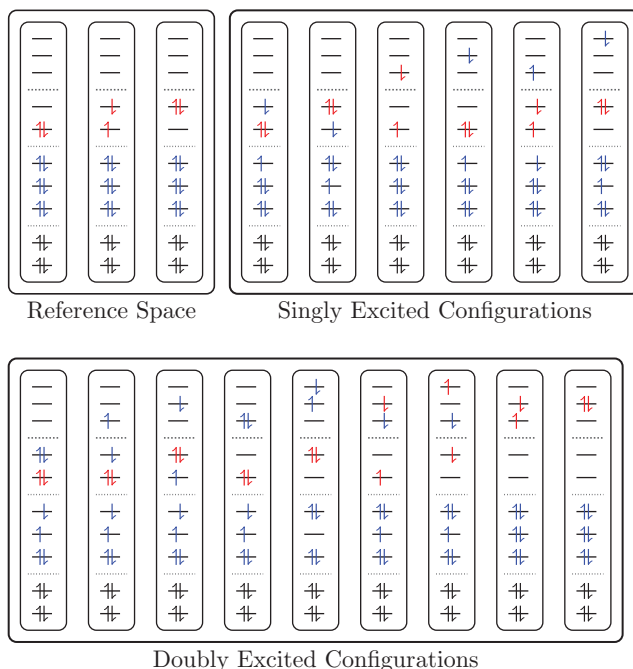 Reference Space
Singly Excited Configurations
Doubly Excited Configurations